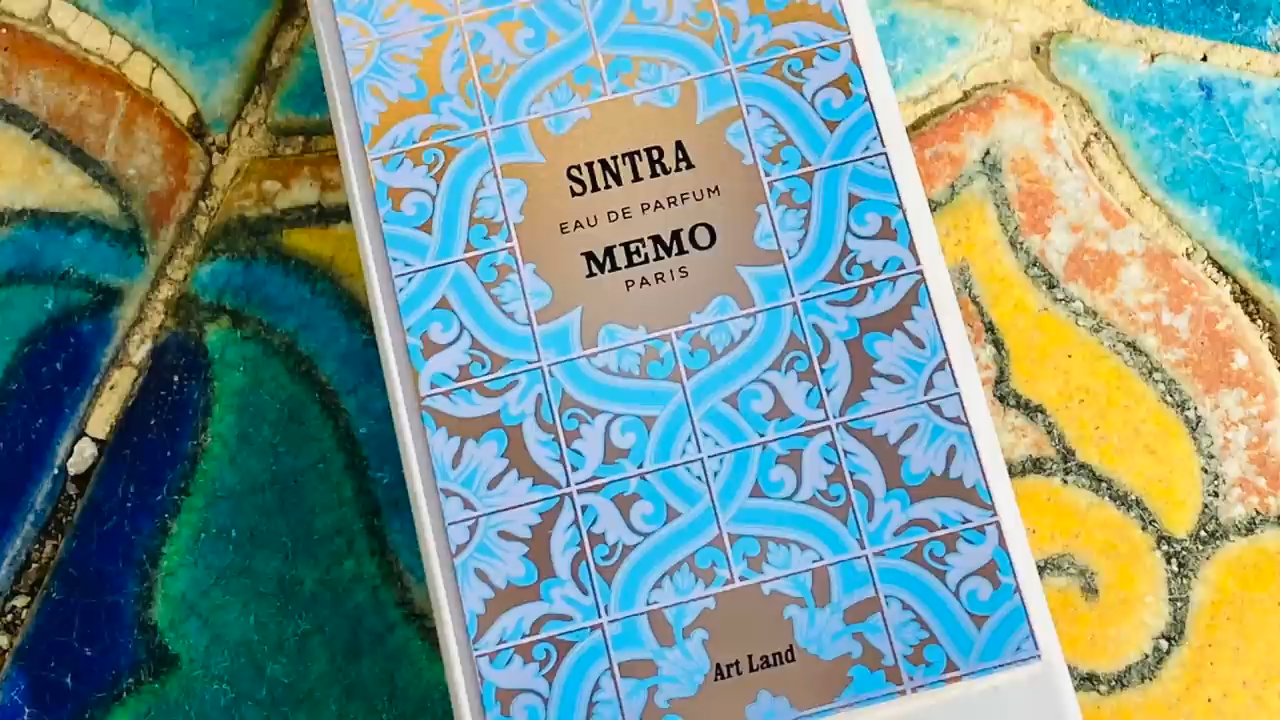 SINTRA
EAU DE PARFUM
MEMO
PARIS
Art Land